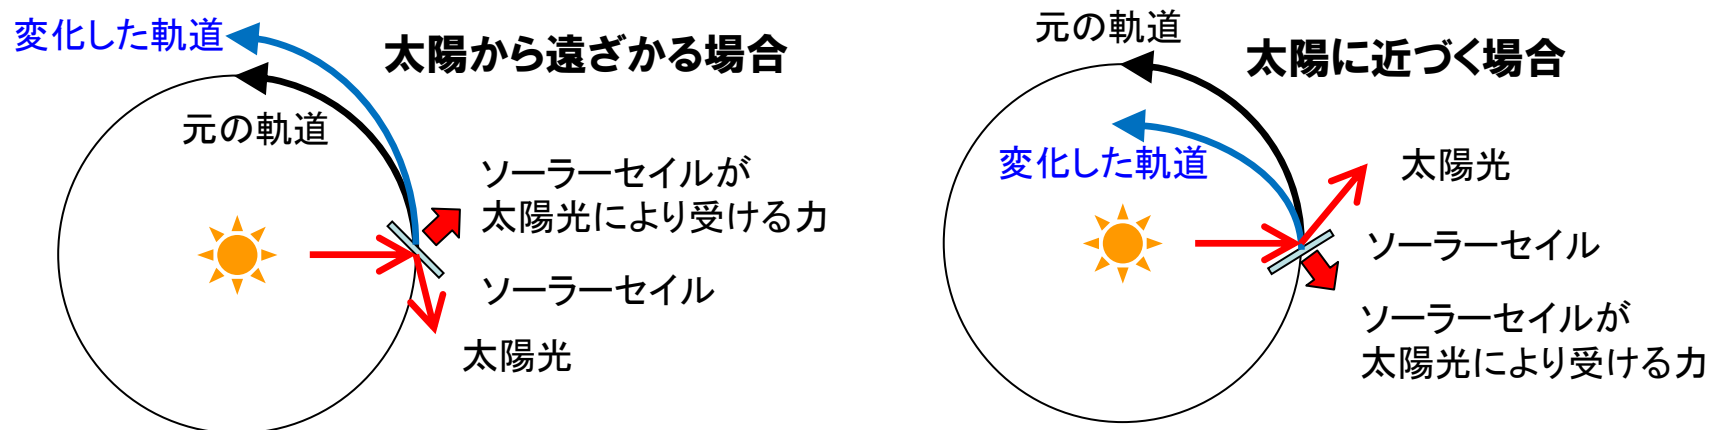 変化した軌道
太陽から遠ざかる場合
元の軌道
ソーラーセイルが
太陽光により受ける力
ソーラーセイル
太陽光
元の軌道
太陽に近づく場合
変化した軌道
太陽光
ソーラーセイル
ソーラーセイルが
太陽光により受ける力